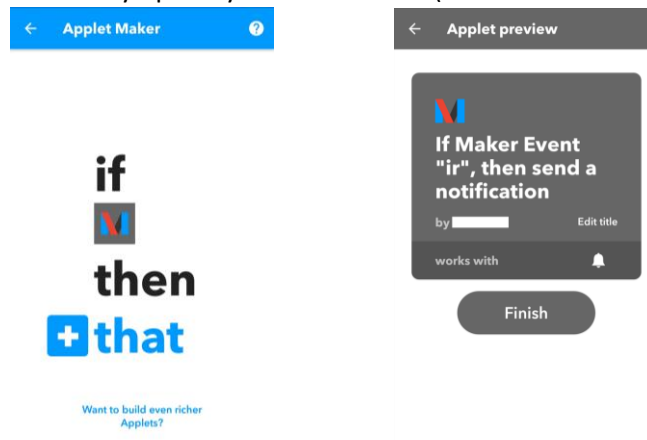 Applet Maker
?
if
then
that
Want to build even richer
Applets?
Applet preview
If Maker Event
"ir", then send a
notification
by
Edit title
works with
Finish